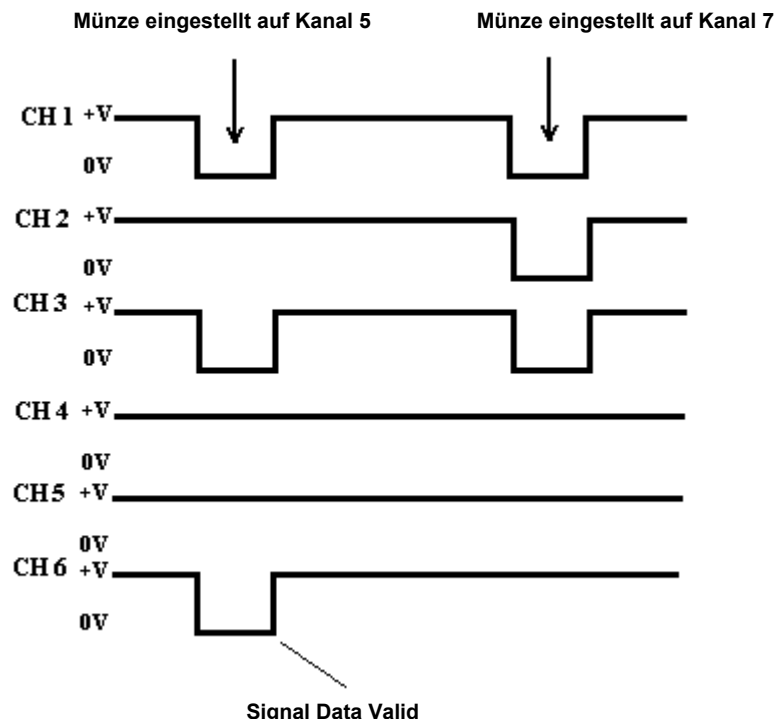 Münze eingestellt auf Kanal 5 Münze eingestellt auf Kanal 7
CH 1 +V
0V
CH 2 +V
0V
CH 3 +V
0V
CH 4 +V
0V
CH5 +V
0V
CH 6 +V
0V
Signal Data Valid